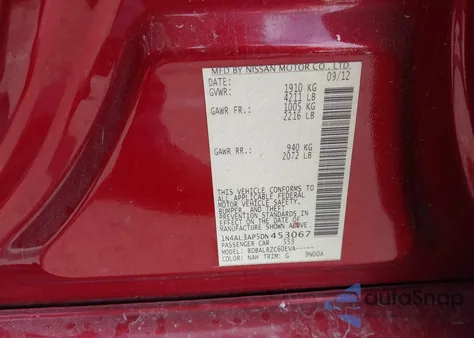 MFD BY NISSAN MOTOR CO., LTD.
DATE: 09/12
GVWR: 1910 KG
4211 LB
GAWR FR.: 1005 KG
2216 LB
GAWR RR.: 940 KG
2072 LB
THIS VEHICLE CONFORMS TO
ALL APPLICABLE FEDERAL
MOTOR VEHICLE SAFETY,
BUMPER, AND THEFT
PREVENTION STANDARDS
IN EFFECT ON THE DATE OF
MANUFACTURE SHOWN ABOVE.
1N4AL3AP5DN453067
PASSENGER CAR 553
MODEL: BDBALRZC6DEVA-----
COLOR: NAH TRIM: G
autoSnap